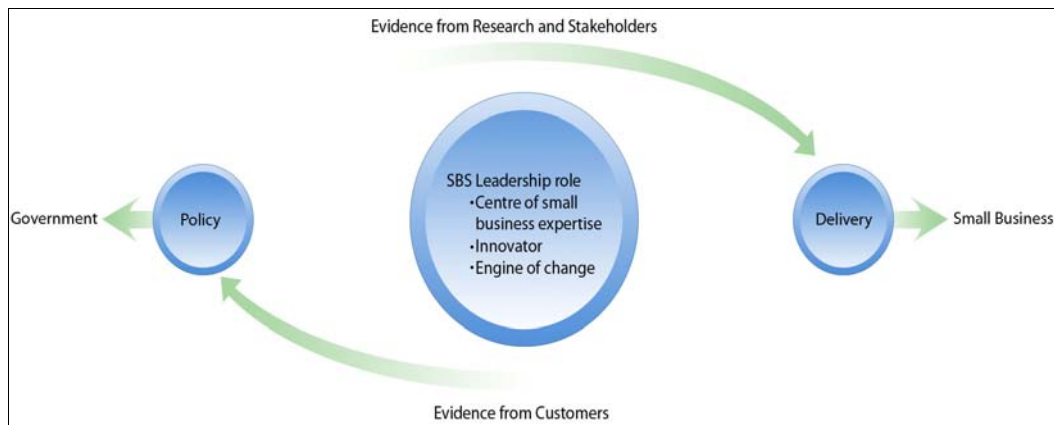 Evidence from Research and Stakeholders
SBS Leadership role
•Centre of small
business expertise
•Innovator
•Engine of change
Government
Policy
Delivery
Small Business
Evidence from Customers